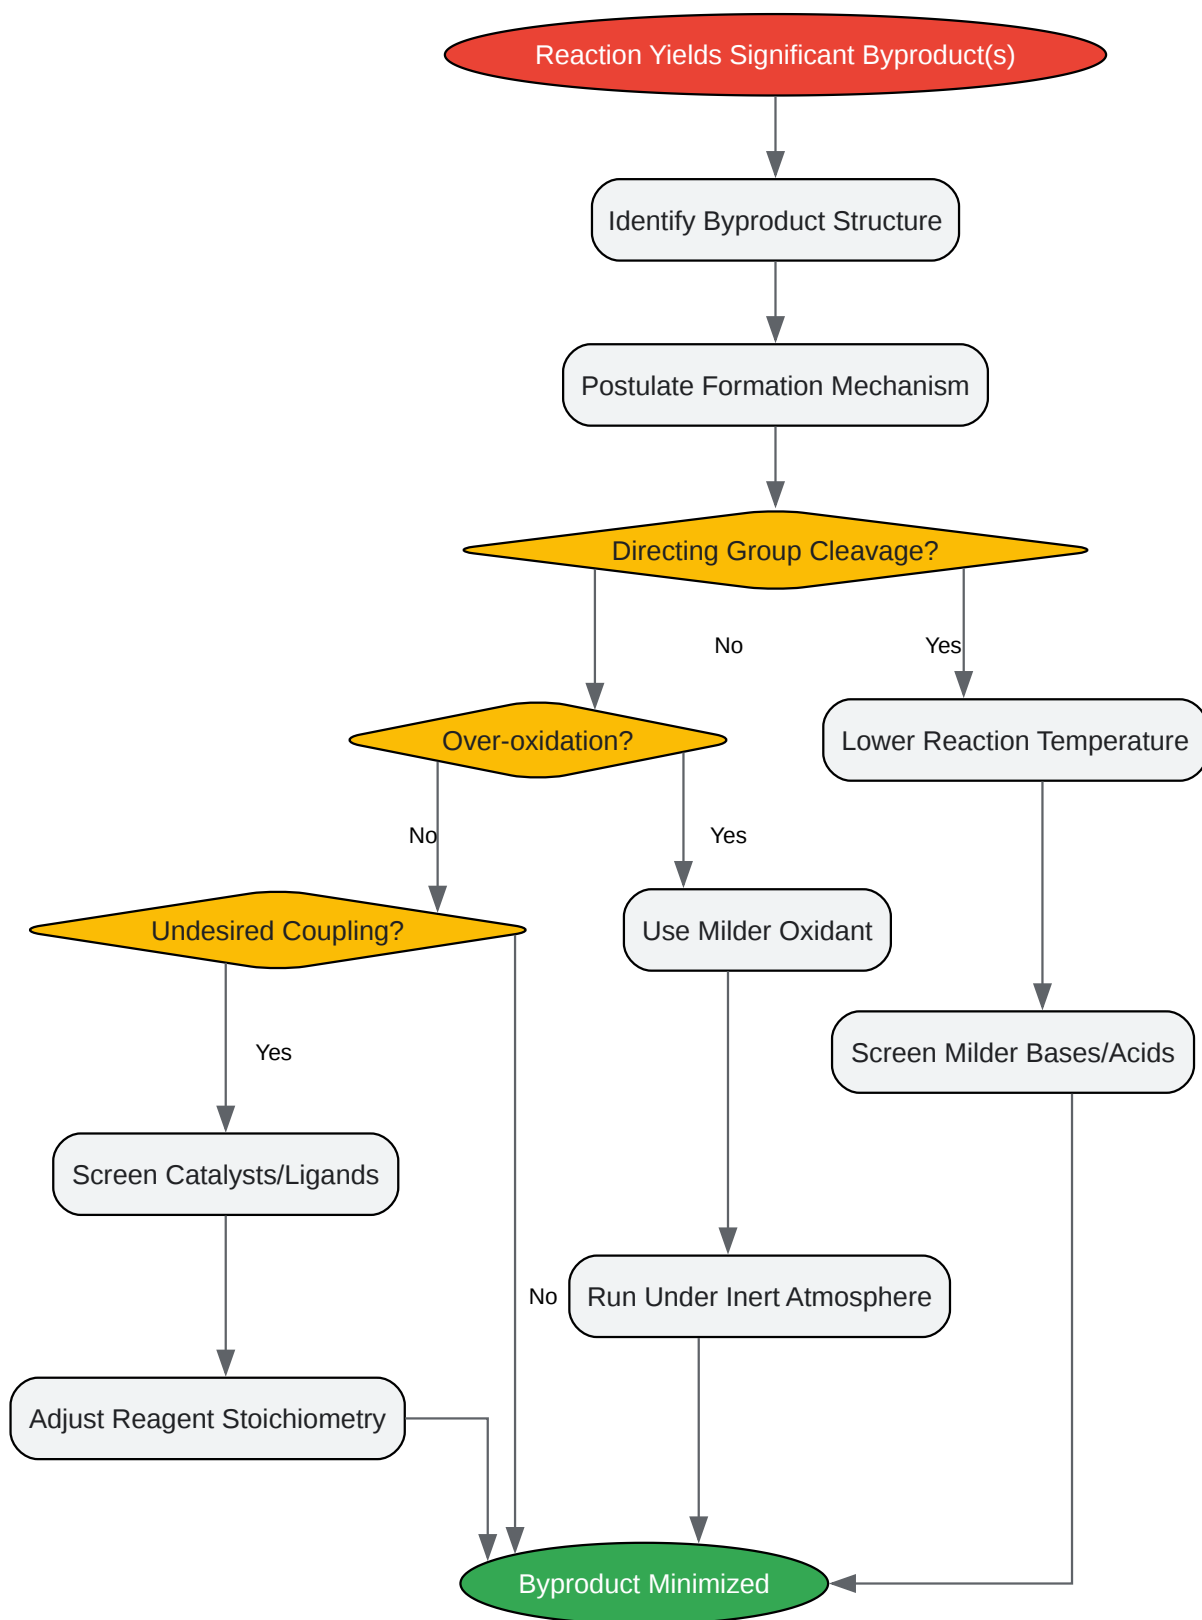 Reaction Yields Significant Byproduct(s)
Identify Byproduct Structure
Postulate Formation Mechanism
Directing Group Cleavage?
No
Yes
Over-oxidation?
Lower Reaction Temperature
No
Yes
Undesired Coupling?
Use Milder Oxidant
Yes
Screen Milder Bases/Acids
Screen Catalysts/Ligands
No
Run Under Inert Atmosphere
Adjust Reagent Stoichiometry
Byproduct Minimized